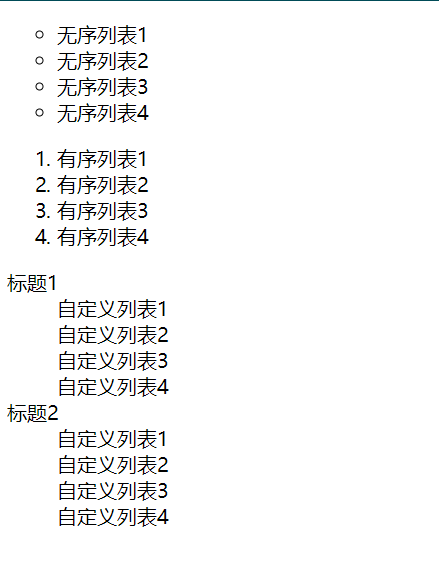 无序列表1
无序列表2
无序列表3
无序列表4
1. 有序列表1
2. 有序列表2
3. 有序列表3
4. 有序列表4
标题1
自定义列表1
自定义列表2
自定义列表3
自定义列表4
标题2
自定义列表1
自定义列表2
自定义列表3
自定义列表4